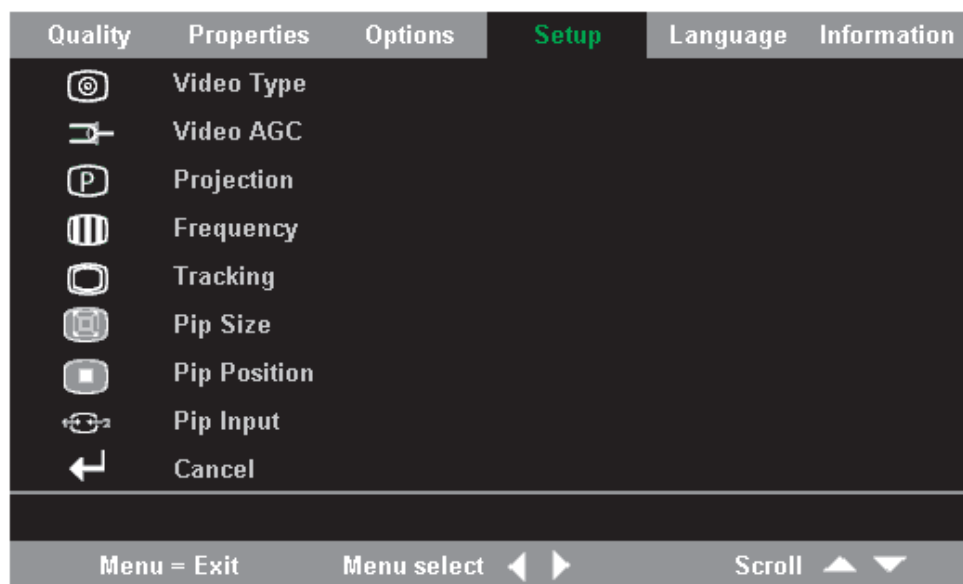 Quality Properties Options Setup Language Information
Video Type
Video AGC
P Projection
Frequency
Tracking
Pip Size
Pip Position
Pip Input
Cancel
Menu = Exit Menu select Scroll